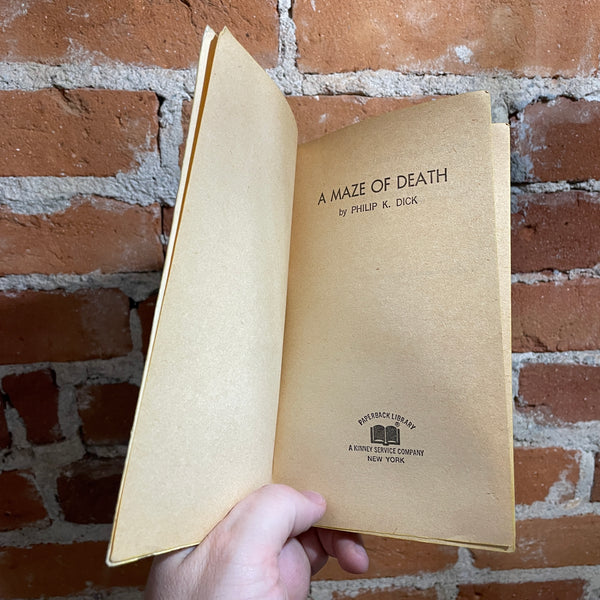 A MAZE OF DEATH
by PHILIP K. DICK
PAPERBACK LIBRARY
®
A KINNEY SERVICE COMPANY
NEW YORK